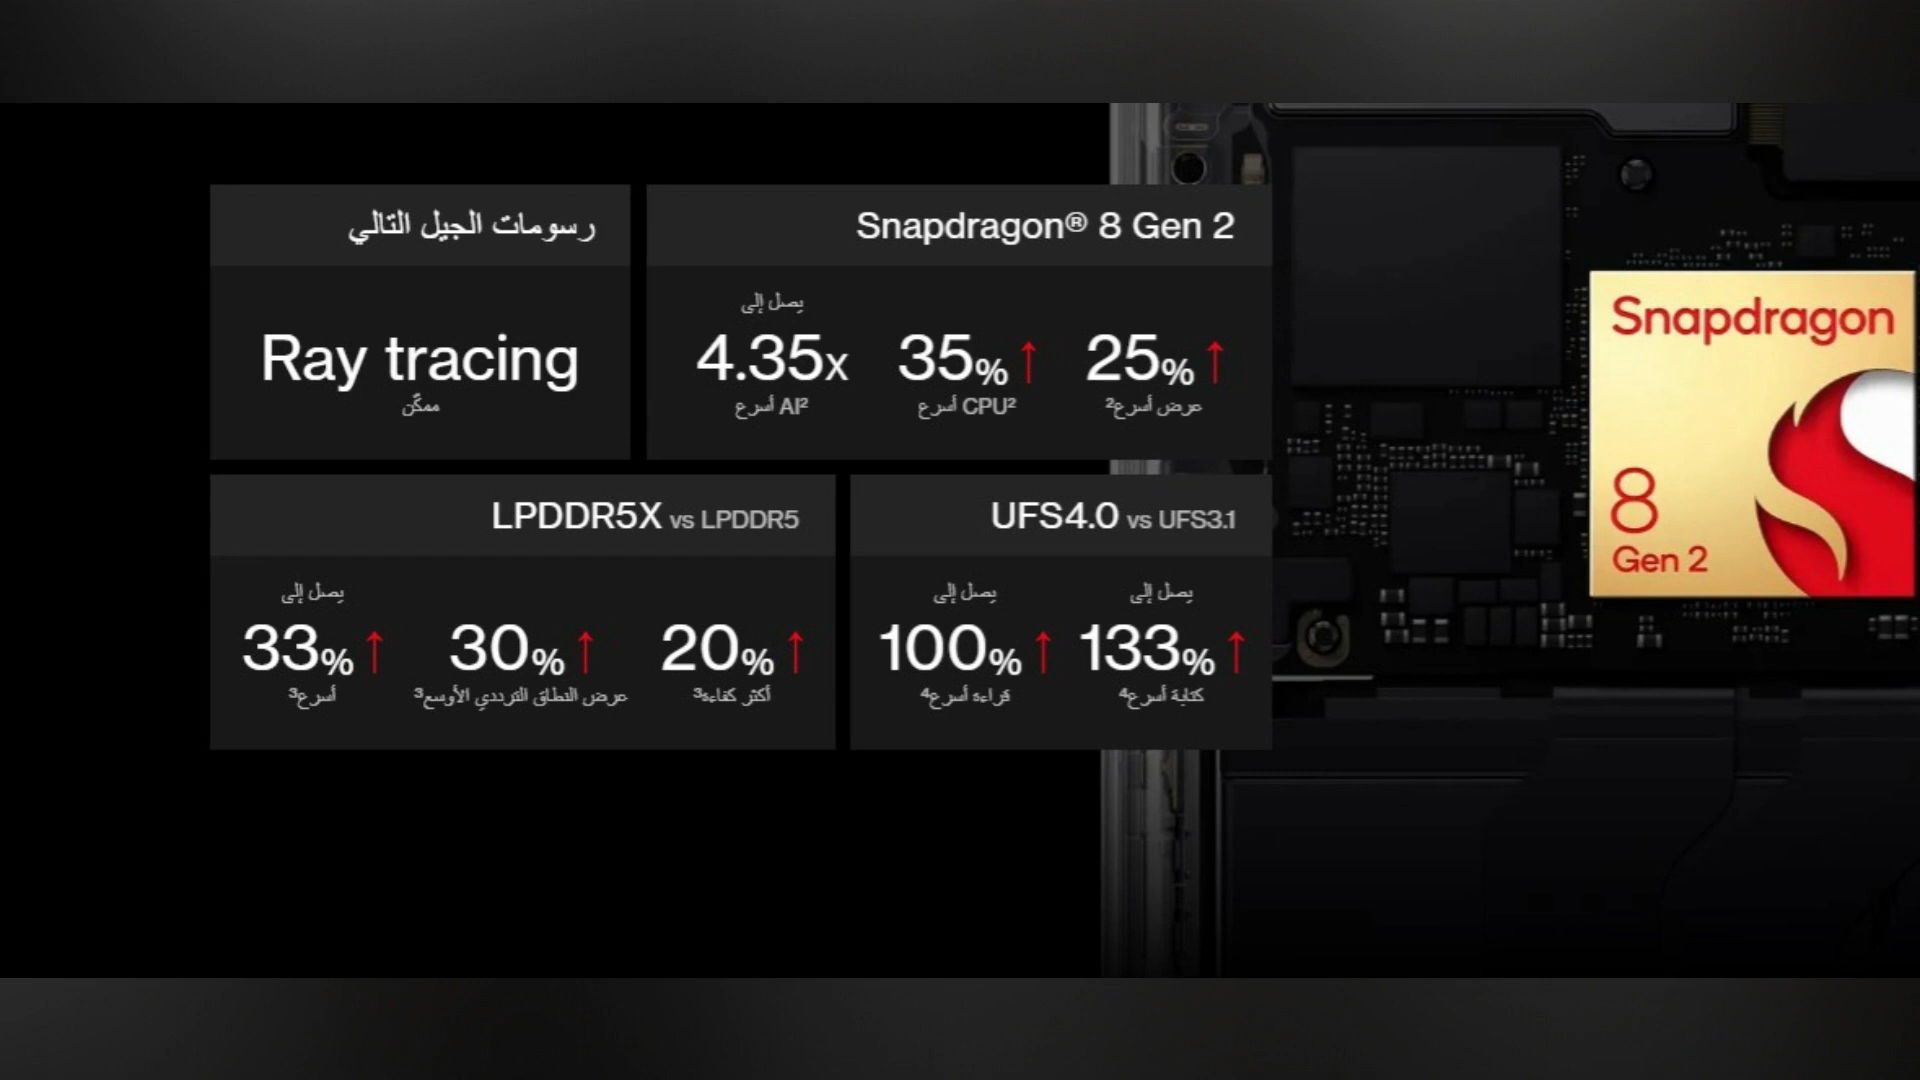 Snapdragon® 8 Gen 2
25%↑
عرض أسرع²
35%↑
CPU² أسرع
يصل إلى
4.35x
AI² أسرع
رسومات الجيل التالي
Ray tracing
ممكّن
UFS4.0 vs UFS3.1
يصل إلى
133%↑
كتابة أسرع⁴
يصل إلى
100%↑
قراءة أسرع⁴
LPDDR5X vs LPDDR5
20%↑
أكثر كفاءة³
30%↑
عرض النطاق الترددي الأوسع³
يصل إلى
33%↑
أسرع³
Snapdragon
8
Gen 2